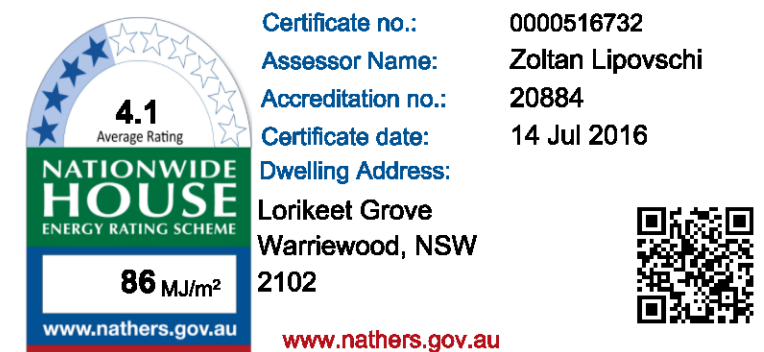 4.1
Average Rating
NATIONWIDE
HOUSE
ENERGY RATING SCHEME
86 MJ/m²
www.nathers.gov.au
Certificate no.: 0000516732
Assessor Name: Zoltan Lipovschi
Accreditation no.: 20884
Certificate date: 14 Jul 2016
Dwelling Address:
Lorikeet Grove
Warriewood, NSW
2102
www.nathers.gov.au